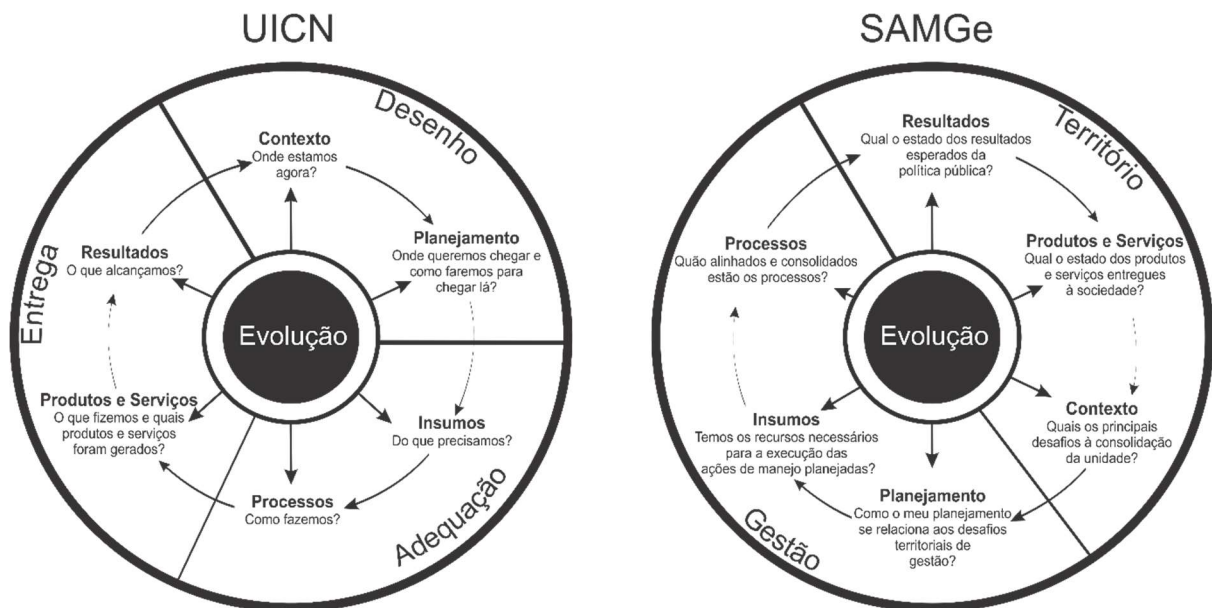 UICN
Desenho
Adequação
Entrega
Evolução
Contexto
Onde estamos
agora?
Planejamento
Onde queremos chegar e
como faremos para
chegar lá?
Insumos
Do que precisamos?
Processos
Como fazemos?
Produtos e Serviços
O que fizemos e quais
produtos e serviços
foram gerados?
Resultados
O que alcançamos?
SAMGe
Território
Gestão
Evolução
Resultados
Qual o estado dos resultados
esperados da
política pública?
Produtos e Serviços
Qual o estado dos produtos
e serviços entregues
à sociedade?
Contexto
Quais os principais
desafios à consolidação
da unidade?
Planejamento
Como o meu planejamento
se relaciona aos desafios
territoriais de
gestão?
Insumos
Temos os recursos necessários
para a execução das
ações de manejo planejadas?
Processos
Quão alinhados e consolidados
estão os processos?